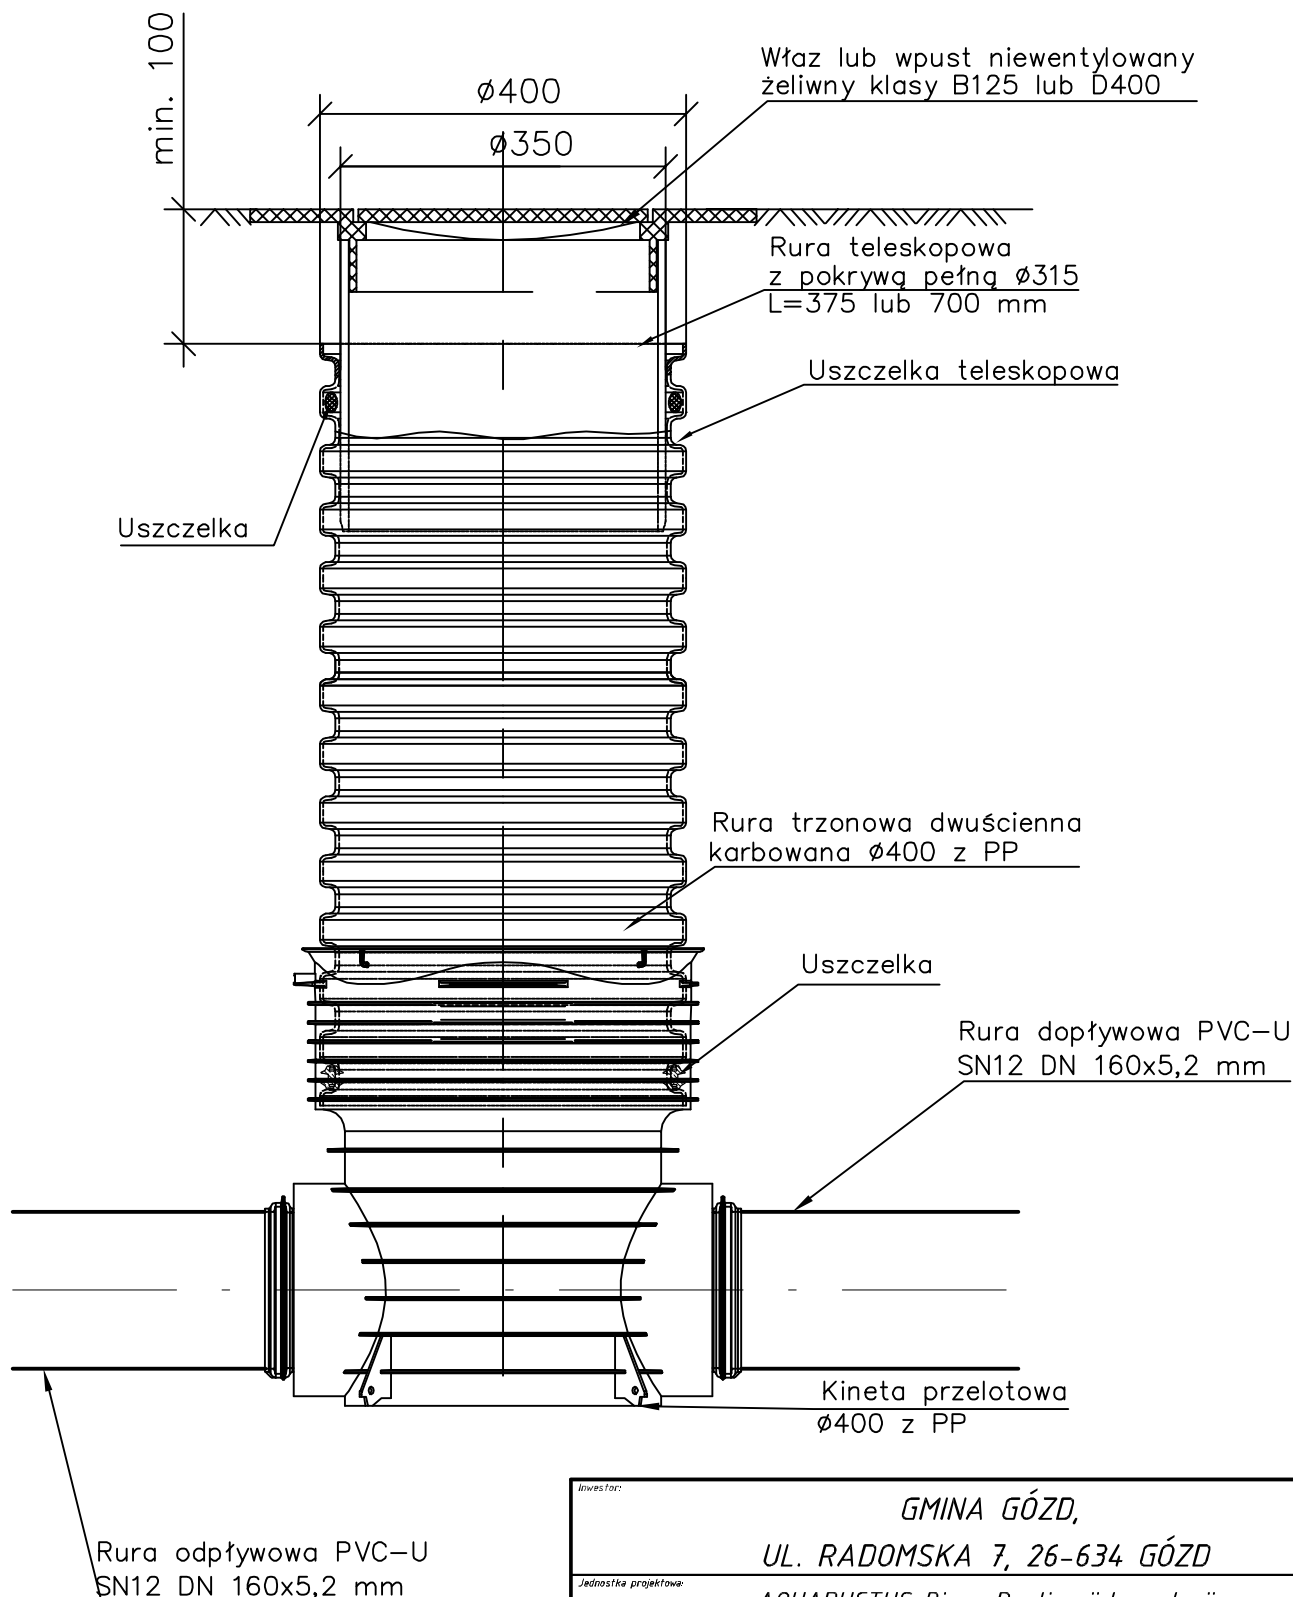 min. 100
Ø400
Ø350
Właz lub wpust niewentylowany
żeliwny klasy B125 lub D400
Rura teleskopowa
z pokrywą pełną Ø315
L=375 lub 700 mm
Uszczelka teleskopowa
Uszczelka
Rura trzonowa dwuścienna
karbowana Ø400 z PP
Uszczelka
Rura dopływowa PVC-U
SN12 DN 160x5,2 mm
Kineta przelotowa
Ø400 z PP
Rura odpływowa PVC-U
SN12 DN 160x5,2 mm
Inwestor:
GMINA GÓZD,
UL. RADOMSKA 7, 26-634 GÓZD
Jednostka projektowa: